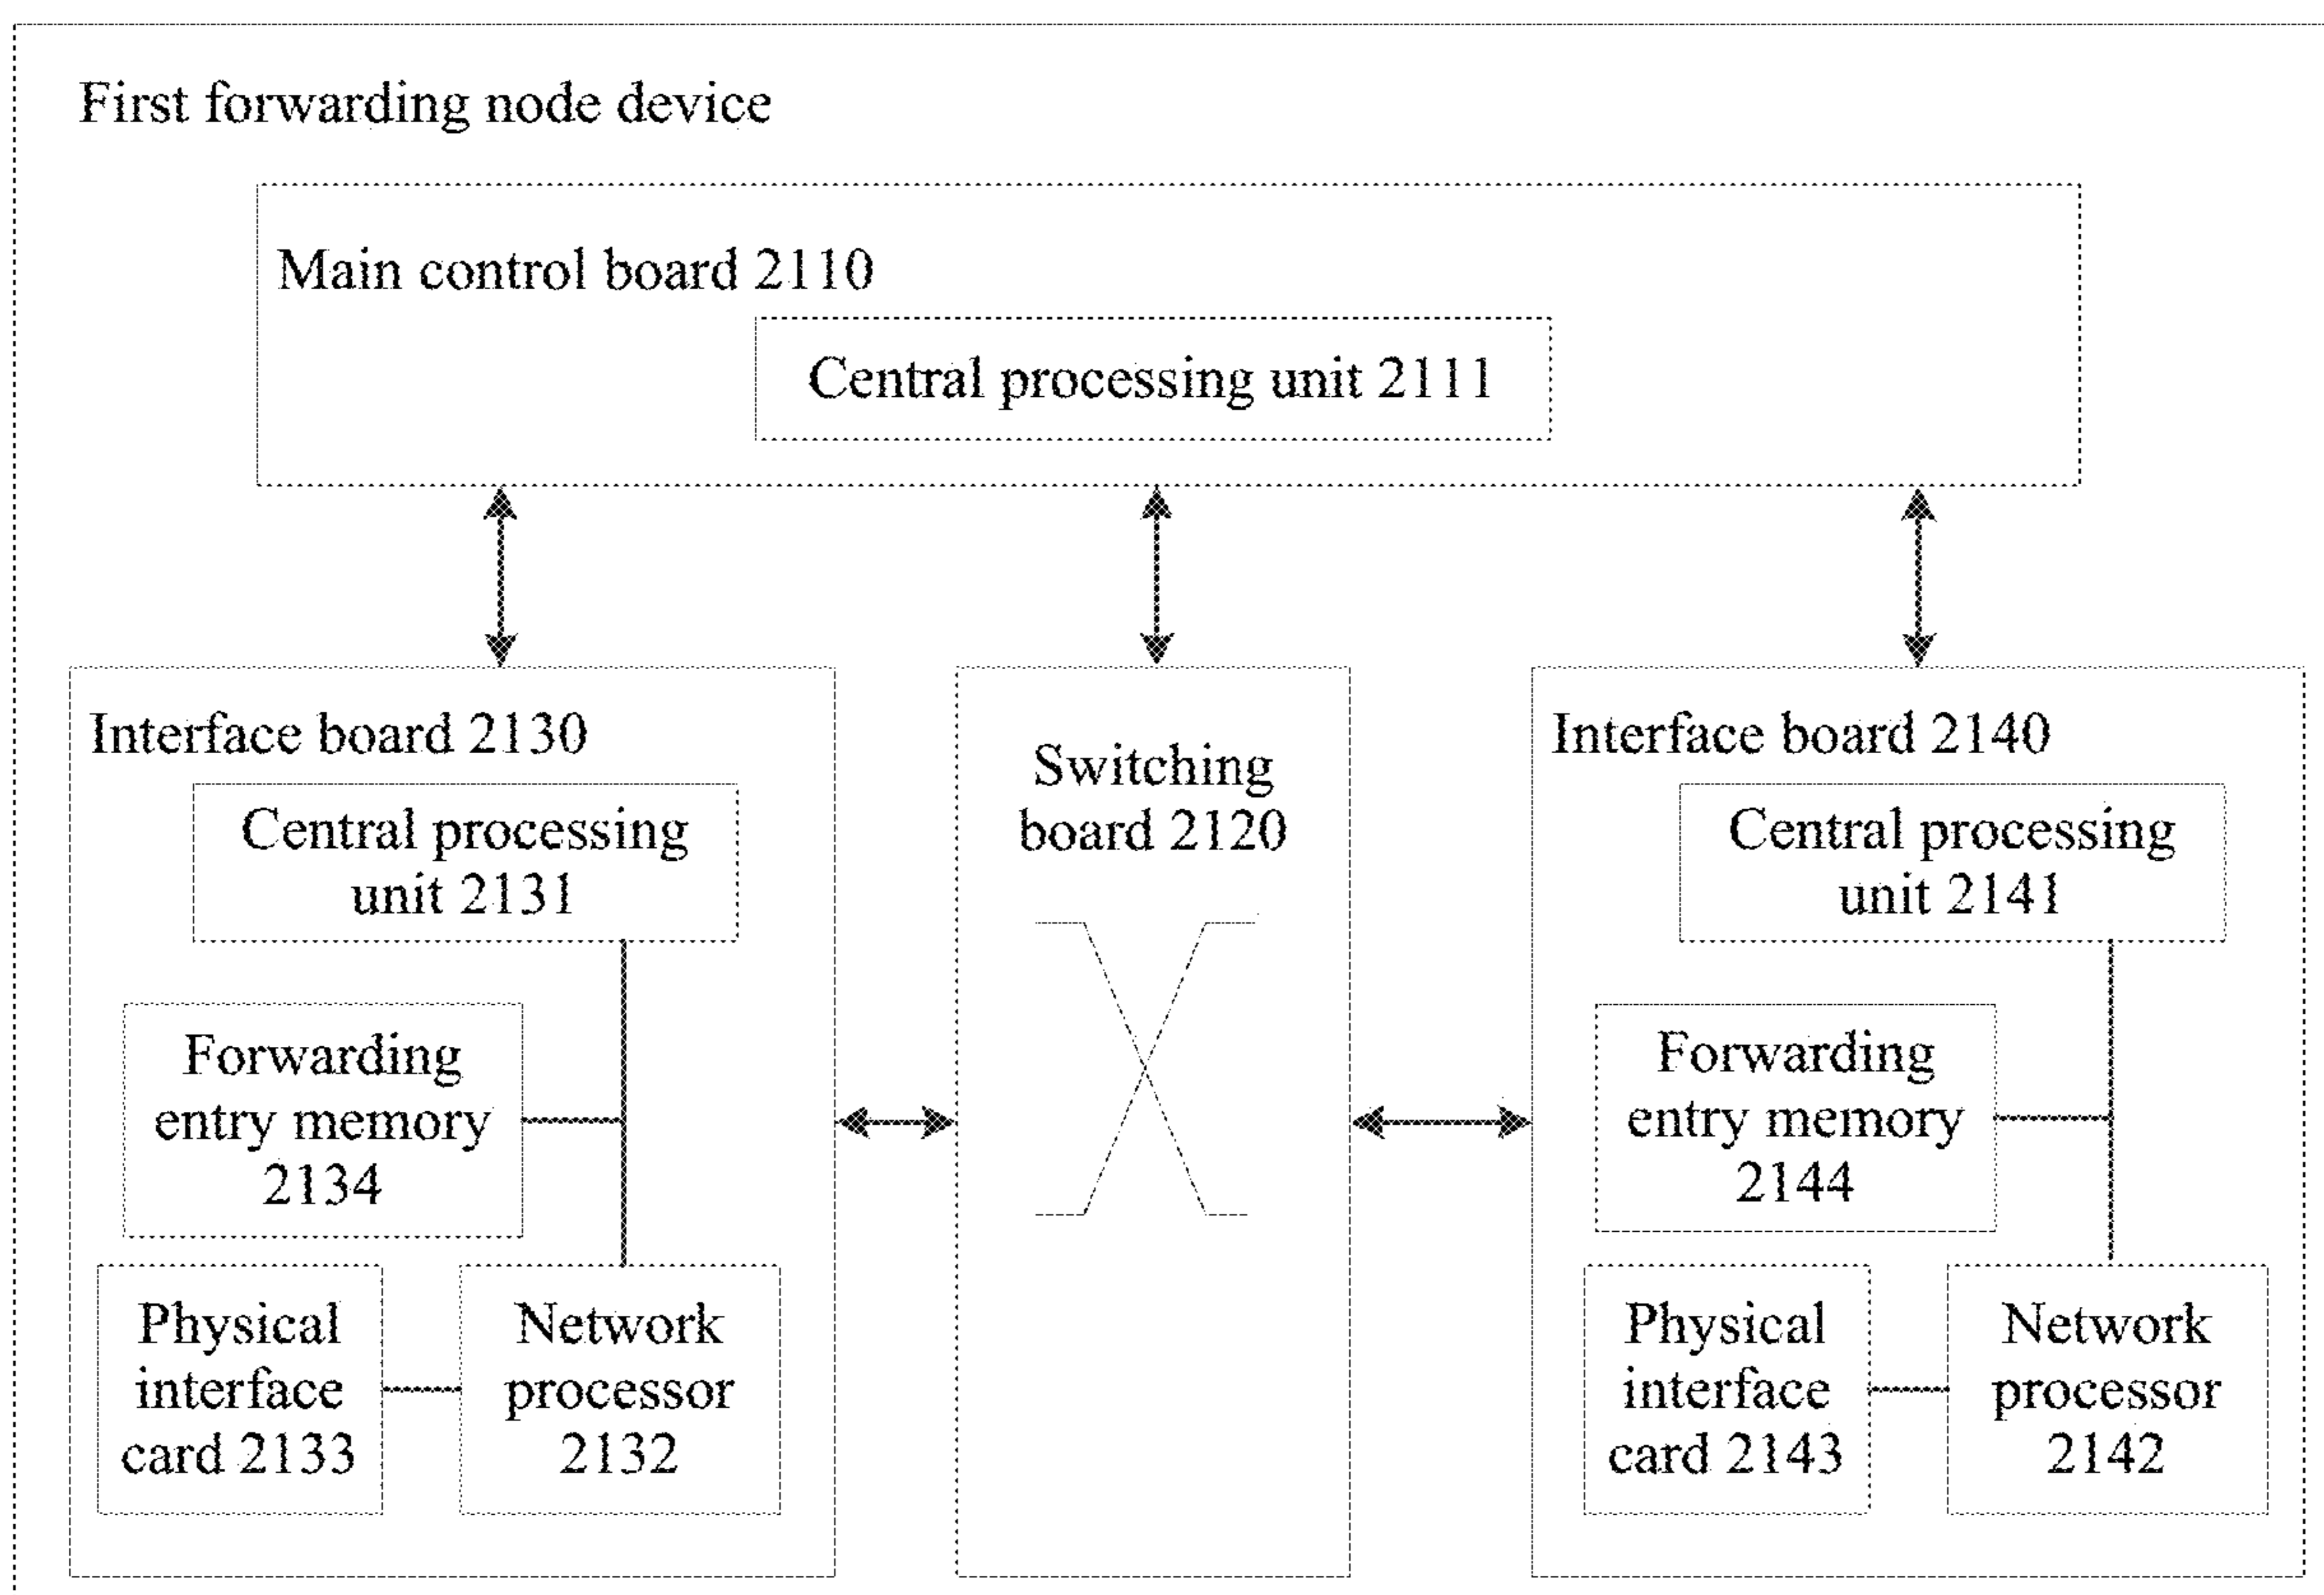 First forwarding node device
Main control board 2110
Central processing unit 2111
Interface board 2130
Central processing
unit 2131
Forwarding
entry memory
2134
Physical
interface
card 2133
Network
processor
2132
Switching
board 2120
Interface board 2140
Central processing
unit 2141
Forwarding
entry memory
2144
Physical
interface
card 2143
Network
processor
2142